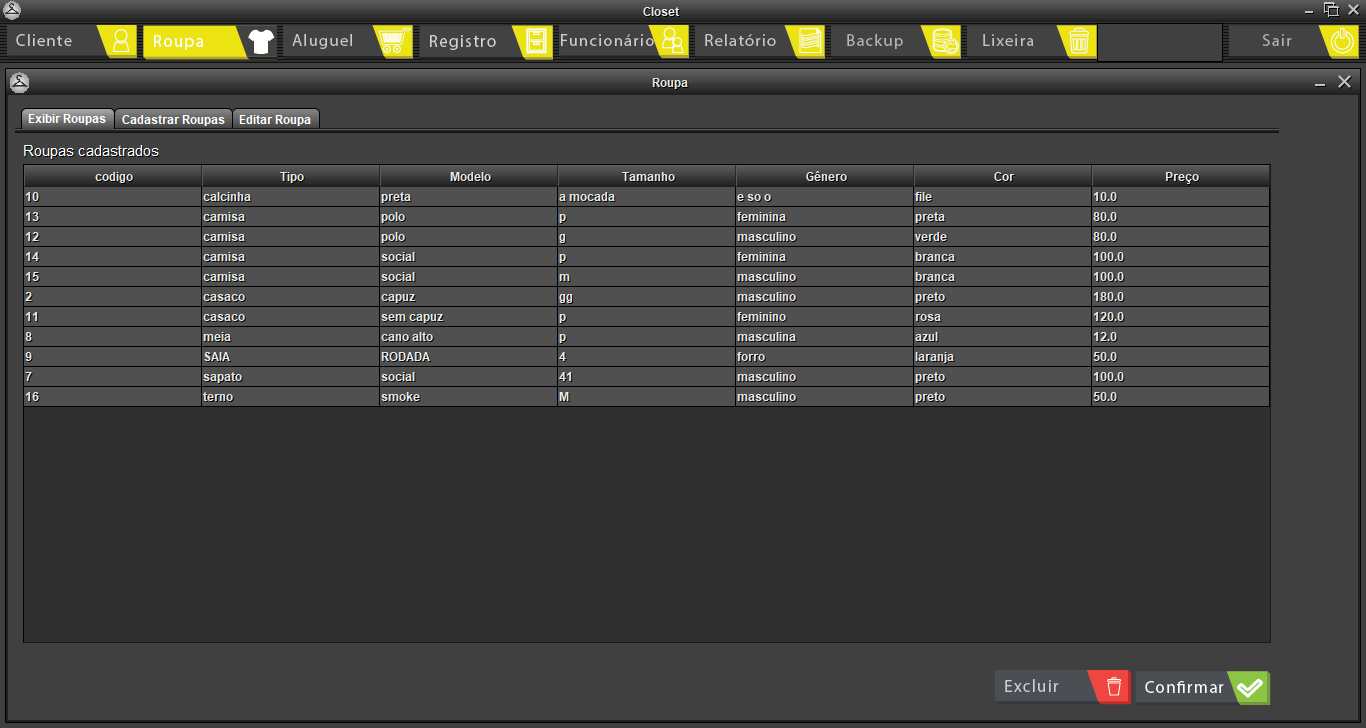 Closet
Cliente Roupa Aluguel Registro Funcionário Relatório Backup Lixeira Sair
Roupa
Exibir Roupas Cadastrar Roupas Editar Roupa
Roupas cadastrados
codigo Tipo Modelo Tamanho Gênero Cor Preço
10 calcinha preta a mocada e so o file 10.0
13 camisa polo p feminina preta 80.0
12 camisa polo g masculino verde 80.0
14 camisa social p feminina branca 100.0
15 camisa social m masculino branca 100.0
2 casaco capuz gg masculino preto 180.0
11 casaco sem capuz p feminino rosa 120.0
8 meia cano alto p masculina azul 12.0
9 SAIA RODADA 4 forro laranja 50.0
7 sapato social 41 masculino preto 100.0
16 terno smoke M masculino preto 50.0
Excluir Confirmar